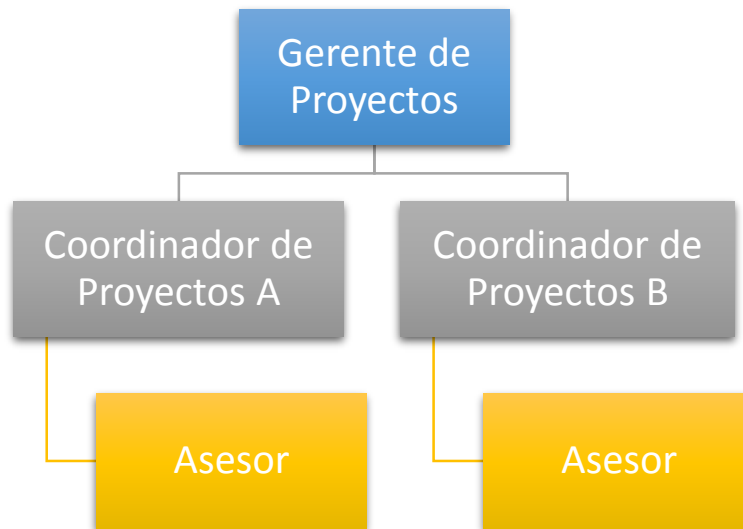 Gerente de
Proyectos
Coordinador de
Proyectos A
Coordinador de
Proyectos B
Asesor
Asesor